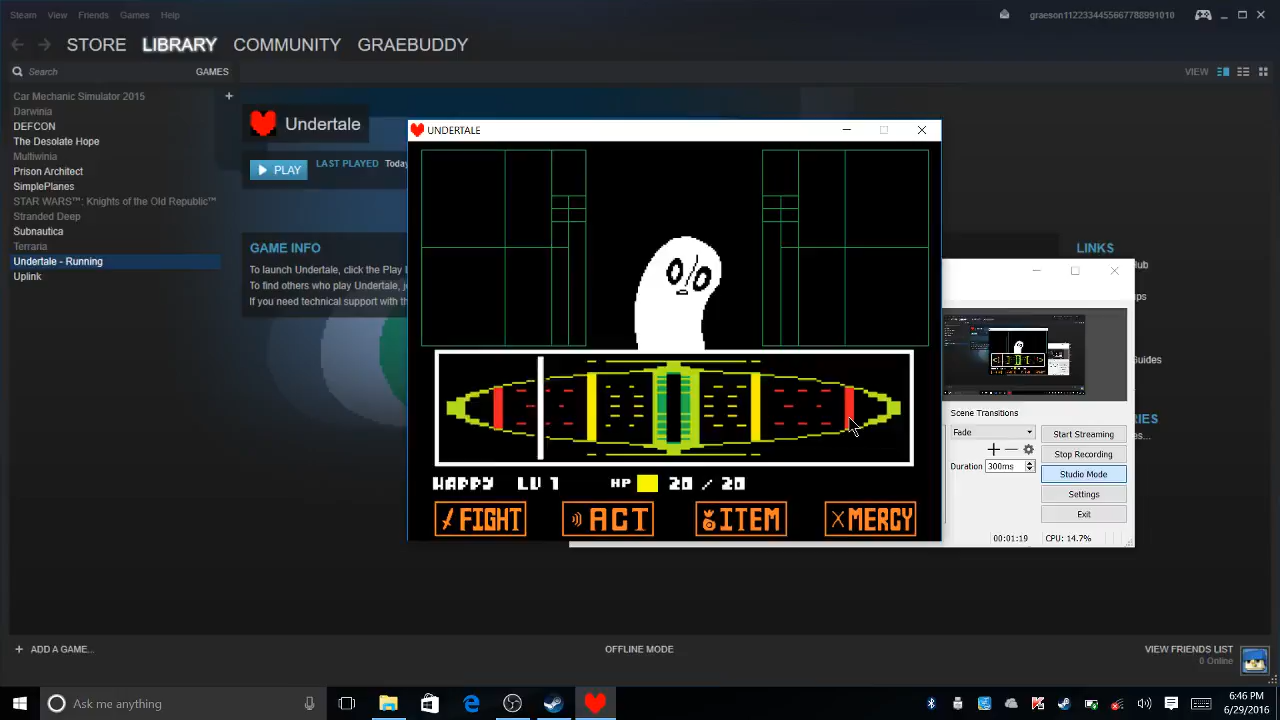 Steam View Friends Games Help
graeson1122334455667788991010
STORE LIBRARY COMMUNITY GRAEBUDDY
Search GAMES
VIEW
Car Mechanic Simulator 2015
Darwinia
DEFCON
The Desolate Hope
Multiwinia
Prison Architect
SimplePlanes
STAR WARS™: Knights of the Old Republic™
Stranded Deep
Subnautica
Terraria
Undertale - Running
Uplink
Undertale
PLAY LAST PLAYED Today
GAME INFO
To launch Undertale, click the Play
To find others who play Undertale,
If you need technical support with
LINKS
UNDERTALE
HAPPY LV 1 HP 20 / 20
FIGHT ACT ITEM MERCY
Guides
Scene Transitions
Fade
Duration 300ms
Start Streaming
Stop Recording
Studio Mode
Settings
Exit
00:01:19 CPU: 14.7%
+ ADD A GAME...
OFFLINE MODE
VIEW FRIENDS LIST
0 Online
Ask me anything
6:46 PM
6/29/2016